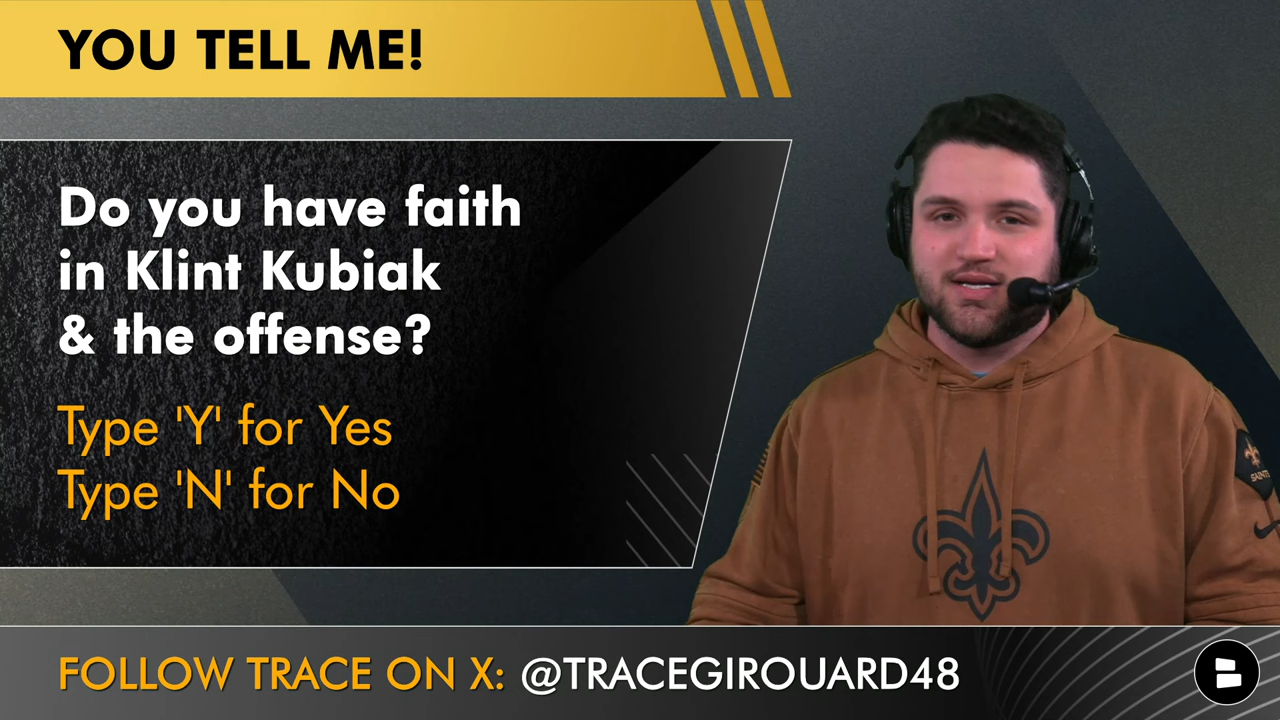 YOU TELL ME!
Do you have faith
in Klint Kubiak
& the offense?
Type 'Y' for Yes
Type 'N' for No
SAINTS
FOLLOW TRACE ON X: @TRACEGIROUARD48